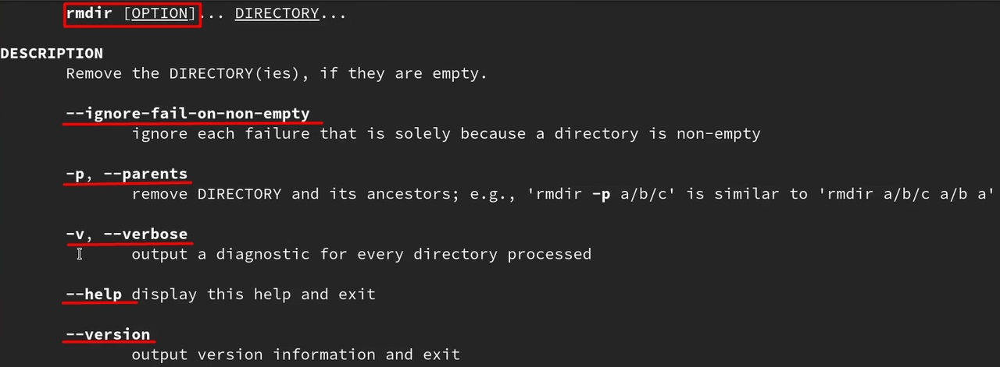 rmdir [OPTION]... DIRECTORY...
DESCRIPTION
Remove the DIRECTORY(ies), if they are empty.
--ignore-fail-on-non-empty
ignore each failure that is solely because a directory is non-empty
-p, --parents
remove DIRECTORY and its ancestors; e.g., 'rmdir -p a/b/c' is similar to 'rmdir a/b/c a/b a'
-v, --verbose
output a diagnostic for every directory processed
--help display this help and exit
--version
output version information and exit